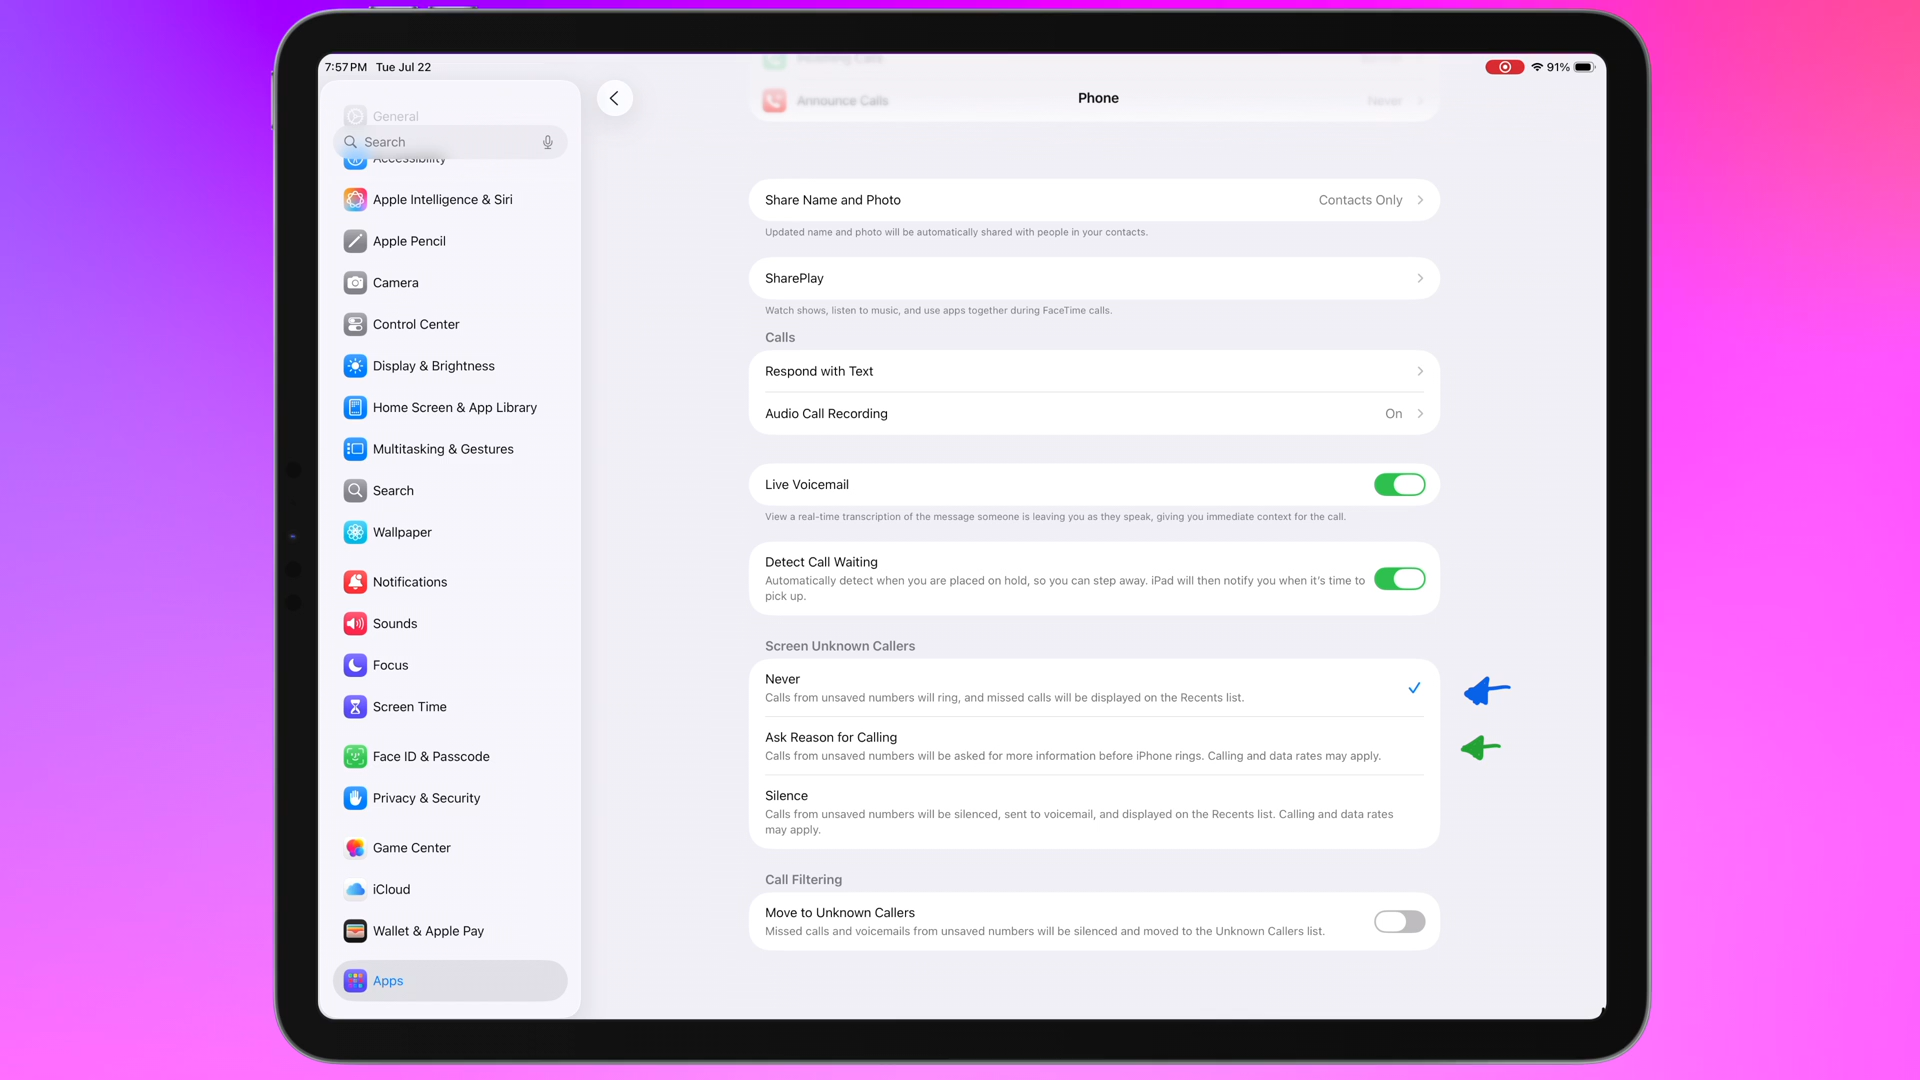 7:57 PM Tue Jul 22
91%
General
Search
Accessibility
Apple Intelligence & Siri
Apple Pencil
Camera
Control Center
Display & Brightness
Home Screen & App Library
Multitasking & Gestures
Search
Wallpaper
Notifications
Sounds
Focus
Screen Time
Face ID & Passcode
Privacy & Security
Game Center
iCloud
Wallet & Apple Pay
Apps
Phone
Incoming Calls
Announce Calls Never
Share Name and Photo Contacts Only
Updated name and photo will be automatically shared with people in your contacts.
SharePlay
Watch shows, listen to music, and use apps together during FaceTime calls.
Calls
Respond with Text
Audio Call Recording On
Live Voicemail
View a real-time transcription of the message someone is leaving you as they speak, giving you immediate context for the call.
Detect Call Waiting
Automatically detect when you are placed on hold, so you can step away. iPad will then notify you when it's time to
pick up.
Screen Unknown Callers
Never
Calls from unsaved numbers will ring, and missed calls will be displayed on the Recents list.
Ask Reason for Calling
Calls from unsaved numbers will be asked for more information before iPhone rings. Calling and data rates may apply.
Silence
Calls from unsaved numbers will be silenced, sent to voicemail, and displayed on the Recents list. Calling and data rates
may apply.
Call Filtering
Move to Unknown Callers
Missed calls and voicemails from unsaved numbers will be silenced and moved to the Unknown Callers list.